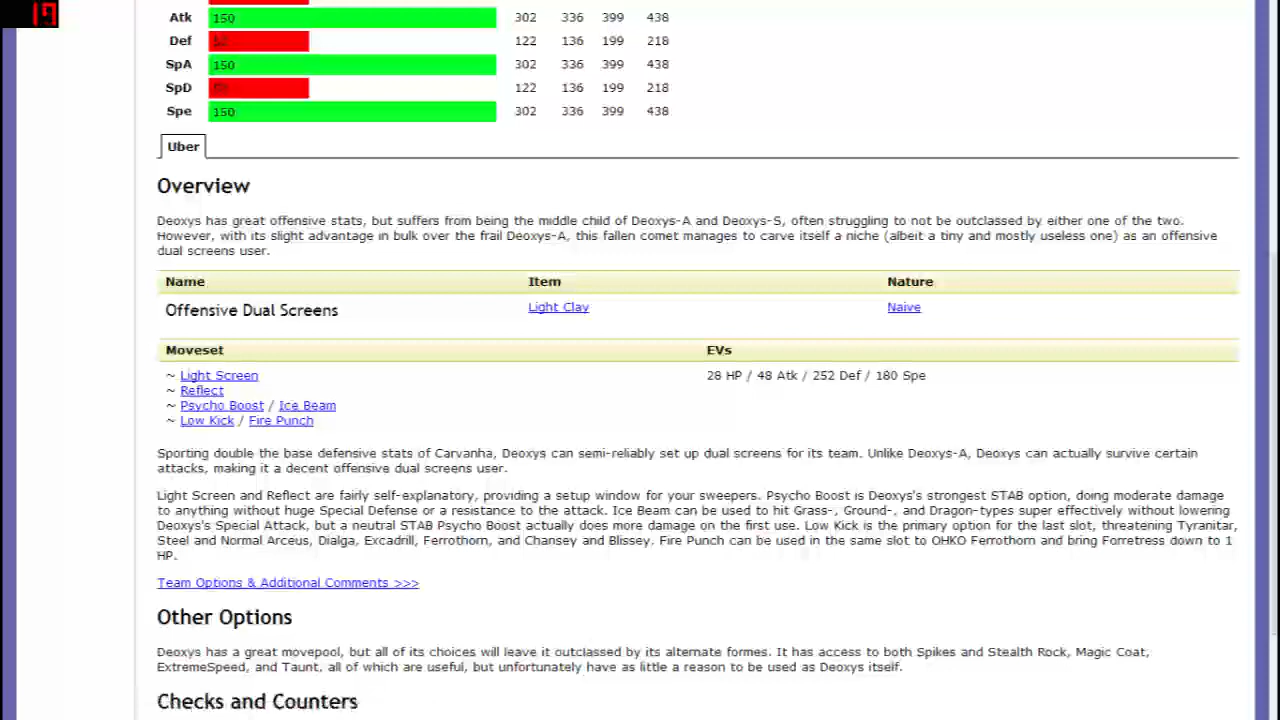 19
Atk 150 302 336 399 438
Def 122 136 199 218
SpA 150 302 336 399 438
SpD 122 136 199 218
Spe 150 302 336 399 438
Uber
Overview
Deoxys has great offensive stats, but suffers from being the middle child of Deoxys-A and Deoxys-S, often struggling to not be outclassed by either one of the two.
However, with its slight advantage in bulk over the frail Deoxys-A, this fallen comet manages to carve itself a niche (albeit a tiny and mostly useless one) as an offensive
dual screens user.
Name Item Nature
Offensive Dual Screens Light Clay Naive
Moveset EVs
~ Light Screen 28 HP / 48 Atk / 252 Def / 180 Spe
~ Reflect
~ Psycho Boost / Ice Beam
~ Low Kick / Fire Punch
Sporting double the base defensive stats of Carvanha, Deoxys can semi-reliably set up dual screens for its team. Unlike Deoxys-A, Deoxys can actually survive certain
attacks, making it a decent offensive dual screens user.
Light Screen and Reflect are fairly self-explanatory, providing a setup window for your sweepers. Psycho Boost is Deoxys's strongest STAB option, doing moderate damage
to anything without huge Special Defense or a resistance to the attack. Ice Beam can be used to hit Grass-, Ground-, and Dragon-types super effectively without lowering
Deoxys's Special Attack, but a neutral STAB Psycho Boost actually does more damage on the first use. Low Kick is the primary option for the last slot, threatening Tyranitar,
Steel and Normal Arceus, Dialga, Excadrill, Ferrothorn, and Chansey and Blissey. Fire Punch can be used in the same slot to OHKO Ferrothorn and bring Forretress down to 1
HP.
Team Options & Additional Comments >>>
Other Options
Deoxys has a great movepool, but all of its choices will leave it outclassed by its alternate formes. It has access to both Spikes and Stealth Rock, Magic Coat,
ExtremeSpeed, and Taunt, all of which are useful, but unfortunately have as little a reason to be used as Deoxys itself.
Checks and Counters